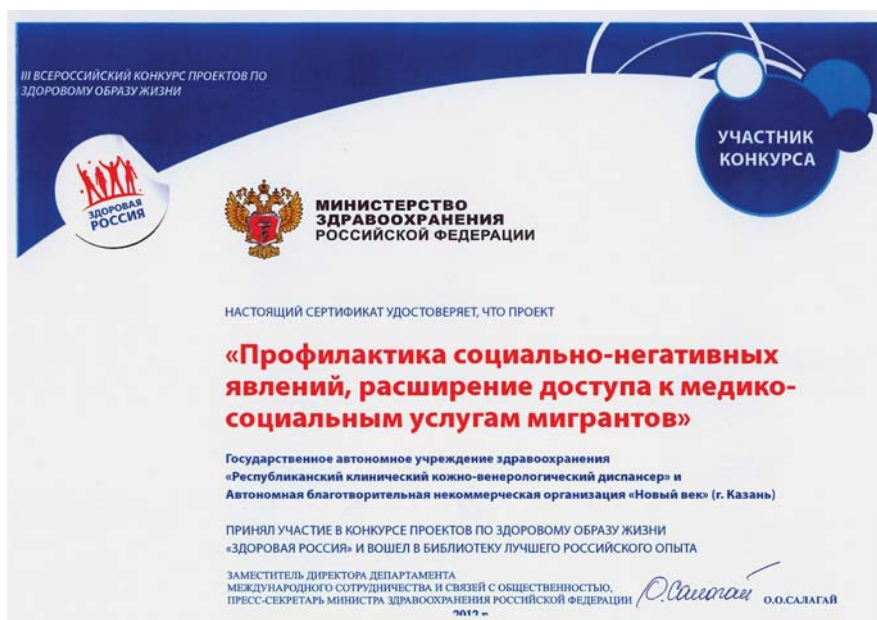 III ВСЕРОССИЙСКИЙ КОНКУРС ПРОЕКТОВ ПО
ЗДОРОВОМУ ОБРАЗУ ЖИЗНИ
УЧАСТНИК
КОНКУРСА
ЗДОРОВАЯ
РОССИЯ
МИНИСТЕРСТВО
ЗДРАВООХРАНЕНИЯ
РОССИЙСКОЙ ФЕДЕРАЦИИ
НАСТОЯЩИЙ СЕРТИФИКАТ УДОСТОВЕРЯЕТ, ЧТО ПРОЕКТ
«Профилактика социально-негативных
явлений, расширение доступа к медико-
социальным услугам мигрантов»
Государственное автономное учреждение здравоохранения
«Республиканский клинический кожно-венерологический диспансер» и
Автономная благотворительная некоммерческая организация «Новый век» (г. Казань)
ПРИНЯЛ УЧАСТИЕ В КОНКУРСЕ ПРОЕКТОВ ПО ЗДОРОВОМУ ОБРАЗУ ЖИЗНИ
«ЗДОРОВАЯ РОССИЯ» И ВОШЕЛ В БИБЛИОТЕКУ ЛУЧШЕГО РОССИЙСКОГО ОПЫТА
ЗАМЕСТИТЕЛЬ ДИРЕКТОРА ДЕПАРТАМЕНТА
МЕЖДУНАРОДНОГО СОТРУДНИЧЕСТВА И СВЯЗЕЙ С ОБЩЕСТВЕННОСТЬЮ,
ПРЕСС-СЕКРЕТАРЬ МИНИСТРА ЗДРАВООХРАНЕНИЯ РОССИЙСКОЙ ФЕДЕРАЦИИ О.Салагай О.О.САЛАГАЙ
2012 г.